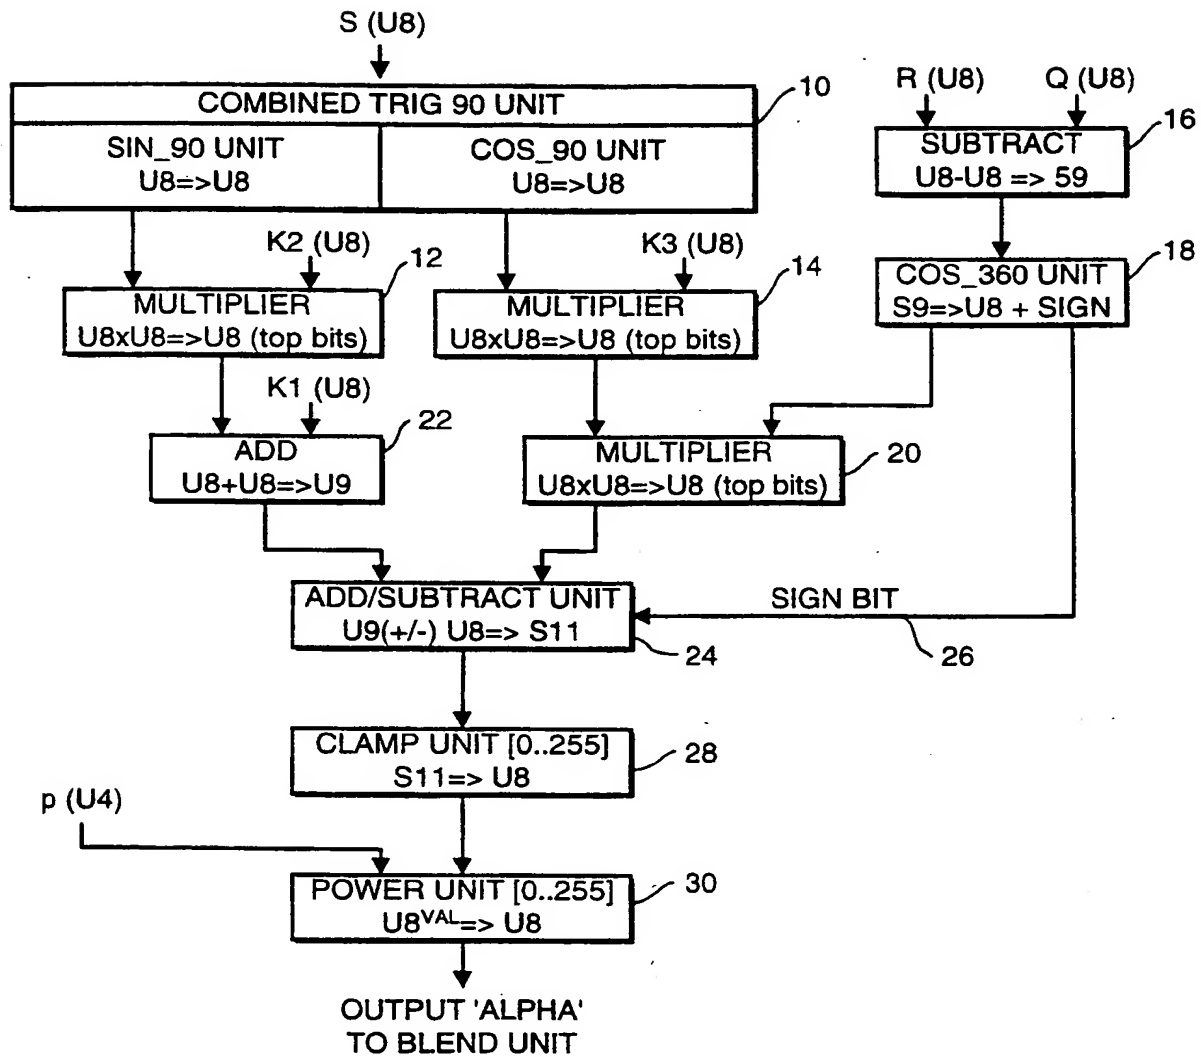 S (U8)
COMBINED TRIG 90 UNIT
10
SIN_90 UNIT
U8=>U8
COS_90 UNIT
U8=>U8
R (U8)
Q (U8)
16
SUBTRACT
U8-U8 => 59
K2 (U8)
12
MULTIPLIER
U8xU8=>U8 (top bits)
K3 (U8)
14
MULTIPLIER
U8xU8=>U8 (top bits)
18
COS_360 UNIT
S9=>U8 + SIGN
K1 (U8)
22
ADD
U8+U8=>U9
MULTIPLIER
U8xU8=>U8 (top bits)
20
ADD/SUBTRACT UNIT
U9(+/-) U8=> S11
24
SIGN BIT
26
CLAMP UNIT [0..255]
S11=> U8
28
p (U4)
POWER UNIT [0..255]
U8^VAL=> U8
30
OUTPUT 'ALPHA'
TO BLEND UNIT